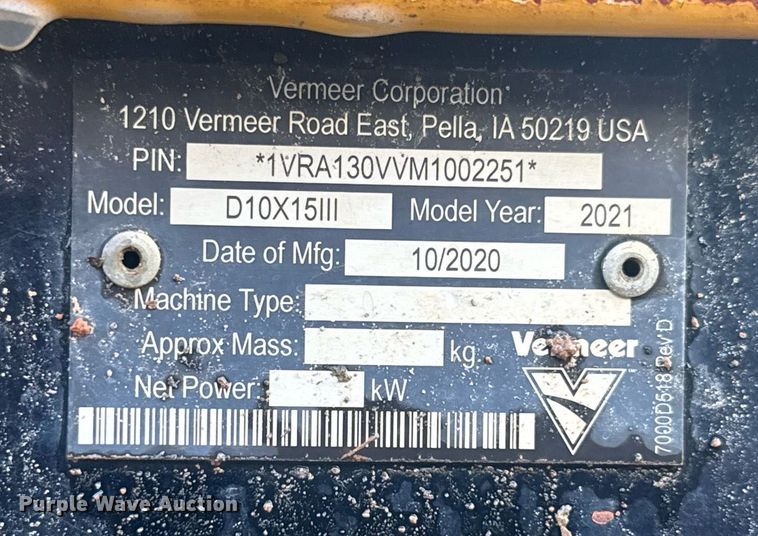 Vermeer Corporation
1210 Vermeer Road East, Pella, IA 50219 USA
PIN: *1VRA130VVM1002251*
Model: D10X15III Model Year: 2021
Date of Mfg: 10/2020
Machine Type:
Approx Mass: kg.
Net Power: kW
Vermeer
7000D518 Rev D
Purple Wave Auction